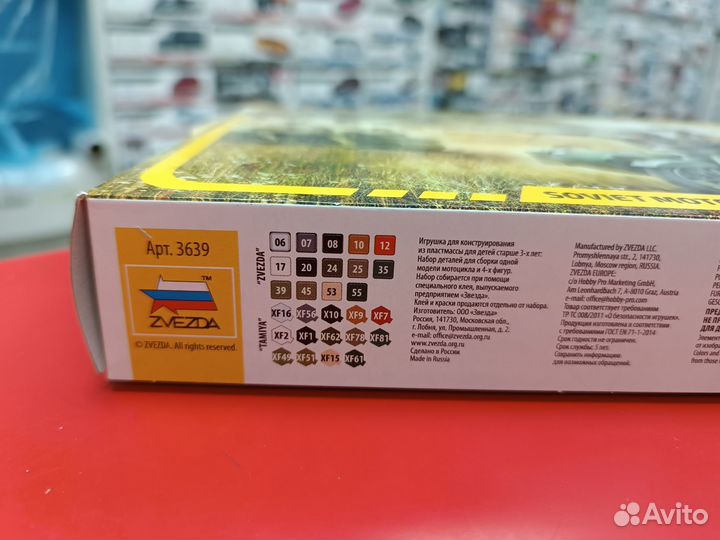 SOVIET MOTO
Арт. 3639
TM
ZVEZDA
© ZVEZDA. All rights reserved.
"ZVEZDA"
06 07 08 10 12
17 20 24 25 35
39 45 53 55
"TAMIYA"
XF16 XF56 X10 XF9 XF7
XF2 XF1 XF62 XF78 XF81
XF49 XF51 XF15 XF61
Игрушка для конструирования
из пластмассы для детей старше 3-х лет:
Набор деталей для сборки одной
модели мотоцикла и 4-х фигур.
Набор собирается при помощи
специального клея, выпускаемого
предприятием «Звезда».
Клей и краски продаются отдельно от набора.
Изготовитель: ООО «Звезда»
Россия, 141730, Московская обл.,
г. Лобня, ул. Промышленная, д. 2.
e-mail: office@zvezda.org.ru
www.zvezda.org.ru
Сделано в России
Made in Russia
Manufactured by ZVEZDA LLC.
Promyshlennaya str., 2, 141730,
Lobnya, Moscow region, RUSSIA.
ZVEZDA EUROPE:
c/o Hobby Pro Marketing GmbH,
Am Leonhardbach 7, A-8010 Graz, Austria
e-mail: office@hobby-pro.com
Товар соответствует требованиям
ТР ТС 008/2011 «О безопасности игрушек».
Продукция изготовлена в соответствии
с требованиями ГОСТ EN 71-1-2014
Срок годности не ограничен.
Срок службы: 5 лет.
Сохранить информацию
для возможных обращений.
Avito